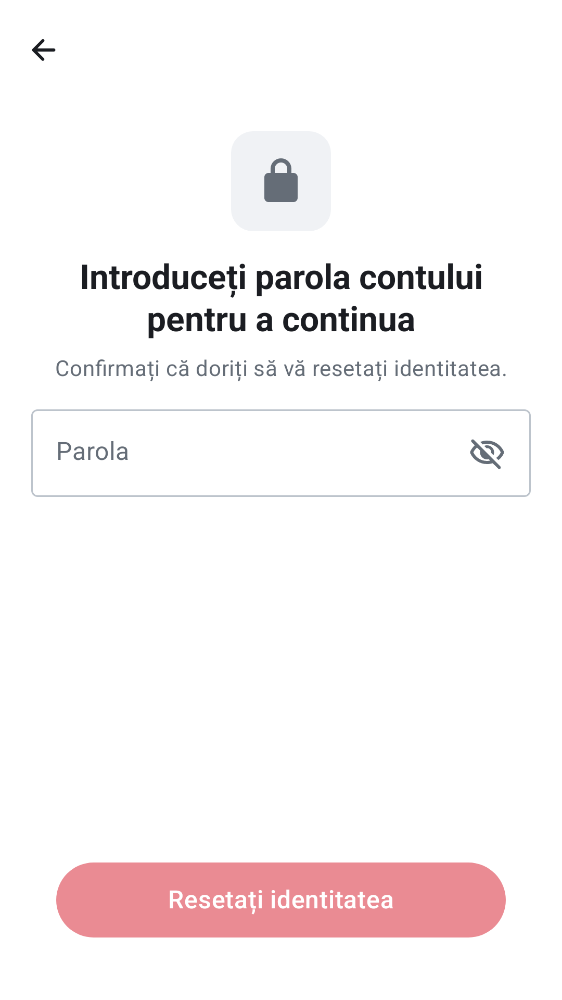 Introduceți parola contului
pentru a continua
Confirmați că doriți să vă resetați identitatea.
Parola
Resetați identitatea